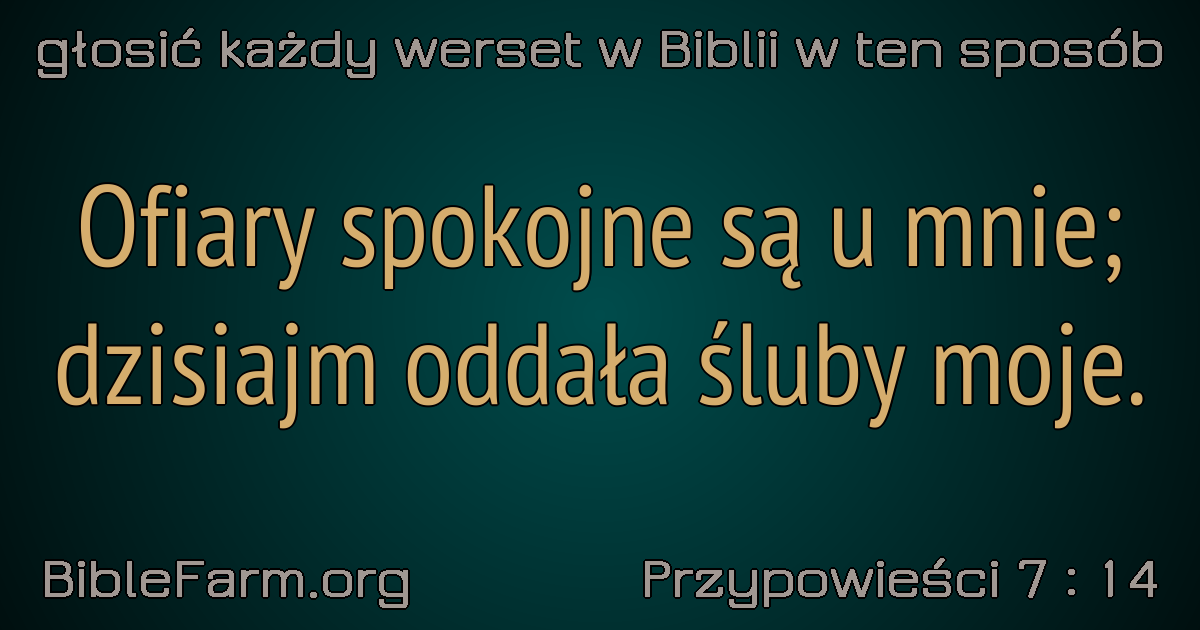 głosić każdy werset w Biblii w ten sposób
Ofiary spokojne są u mnie;
dzisiajm oddała śluby moje.
BibleFarm.org
Przypowieści 7 : 14